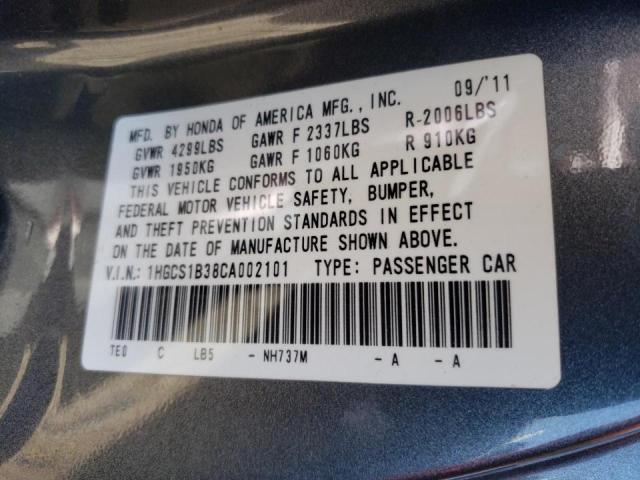 MFD. BY HONDA OF AMERICA MFG., INC. 09/'11
GVWR 4299LBS GAWR F 2337LBS R-2006LBS
GVWR 1950KG GAWR F 1060KG R 910KG
THIS VEHICLE CONFORMS TO ALL APPLICABLE
FEDERAL MOTOR VEHICLE SAFETY, BUMPER,
AND THEFT PREVENTION STANDARDS IN EFFECT
ON THE DATE OF MANUFACTURE SHOWN ABOVE.
V.I.N.: 1HGCS1B38CA002101 TYPE: PASSENGER CAR
TE0 C LB5 - NH737M - A - A